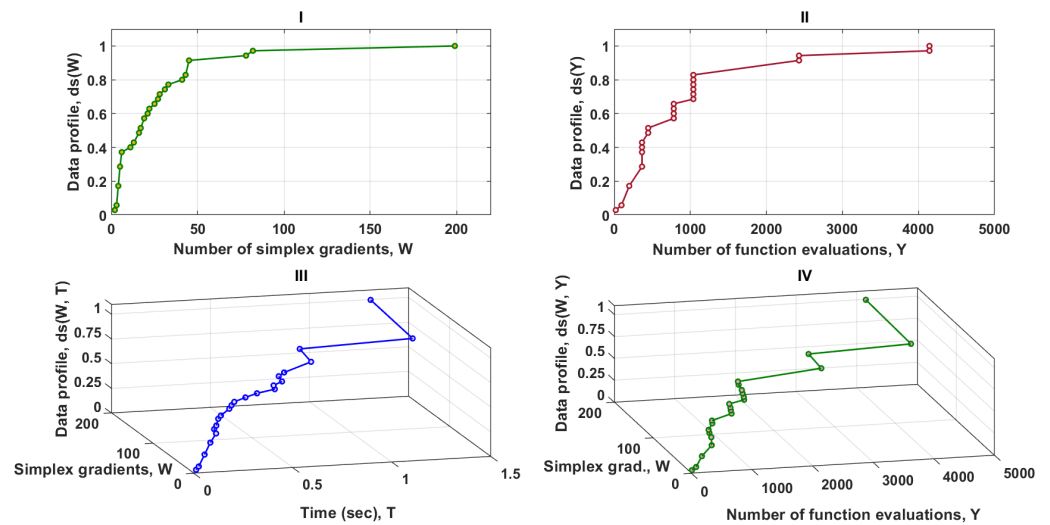 I
1
0.8
0.6
0.4
0.2
0
Data profile, ds(W)
0 50 100 150 200
Number of simplex gradients, W
II
1
0.8
0.6
0.4
0.2
0
Data profile, ds(Y)
0 1000 2000 3000 4000 5000
Number of function evaluations, Y
III
1
0.75
0.5
0.25
0
Data profile, ds(W, T)
200
100
0
Simplex gradients, W
0 0.5 1 1.5
Time (sec), T
IV
1
0.75
0.5
0.25
0
Data profile, ds(W, Y)
200
100
0
Simplex grad., W
0 1000 2000 3000 4000 5000
Number of function evaluations, Y